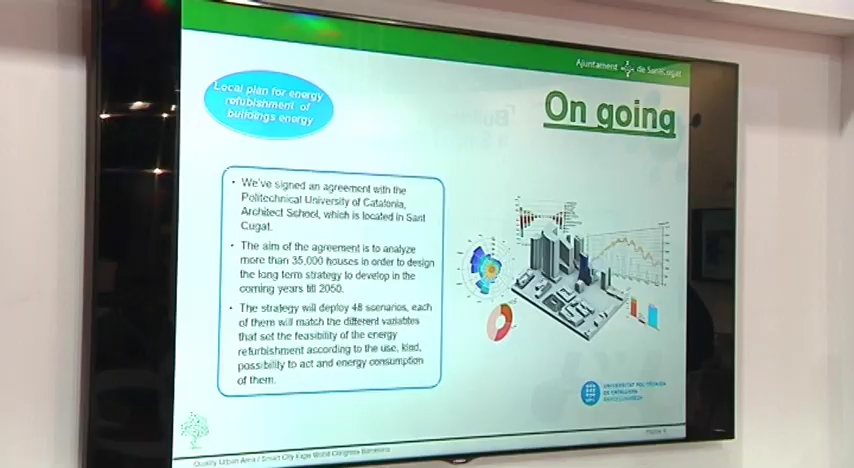 Ajuntament de SantCugat
Local plan for energy
refubishment of
buildings energy
On going
• We've signed an agreement with the
Politechnical University of Catalonia,
Architect School, which is located in Sant
Cugat.
• The aim of the agreement is to analyze
more than 35,000 houses in order to design
the long term strategy to develop in the
coming years till 2050.
• The strategy will deploy 48 scenarios, each
of them will match the different variables
that set the feasibility of the energy
refurbishment according to the use, kind,
possibility to act and energy consumption
of them.
UNIVERSITAT POLITÈCNICA
DE CATALUNYA
BARCELONATECH
Quality Urban Area / Smart City Expo World Congress Barcelona